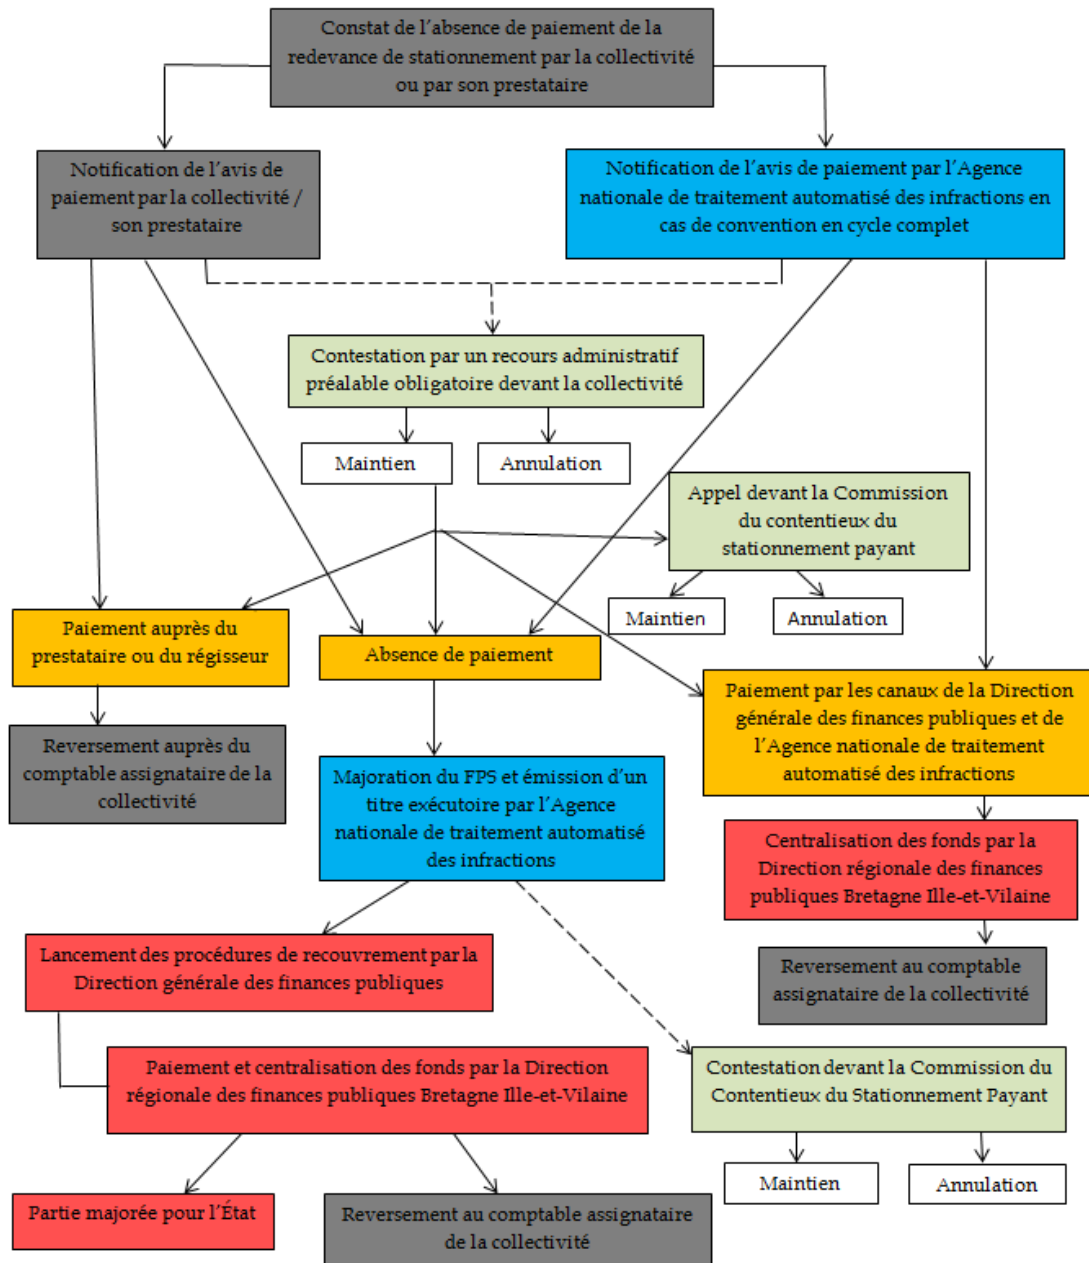 Constat de l'absence de paiement de la
redevance de stationnement par la collectivité
ou par son prestataire
Notification de l'avis de
paiement par la collectivité /
son prestataire
Notification de l'avis de paiement par l'Agence
nationale de traitement automatisé des infractions en
cas de convention en cycle complet
Contestation par un recours administratif
préalable obligatoire devant la collectivité
Maintien
Annulation
Appel devant la Commission
du contentieux du
stationnement payant
Maintien
Annulation
Paiement auprès du
prestataire ou du régisseur
Absence de paiement
Paiement par les canaux de la Direction
générale des finances publiques et de
l'Agence nationale de traitement
automatisé des infractions
Reversement auprès du
comptable assignataire de la
collectivité
Majoration du FPS et émission d'un
titre exécutoire par l'Agence
nationale de traitement automatisé
des infractions
Centralisation des fonds par la
Direction régionale des finances
publiques Bretagne Ille-et-Vilaine
Lancement des procédures de recouvrement par la
Direction générale des finances publiques
Reversement au comptable
assignataire de la collectivité
Paiement et centralisation des fonds par la Direction
régionale des finances publiques Bretagne Ille-et-Vilaine
Contestation devant la Commission du
Contentieux du Stationnement Payant
Maintien
Annulation
Partie majorée pour l'État
Reversement au comptable assignataire
de la collectivité